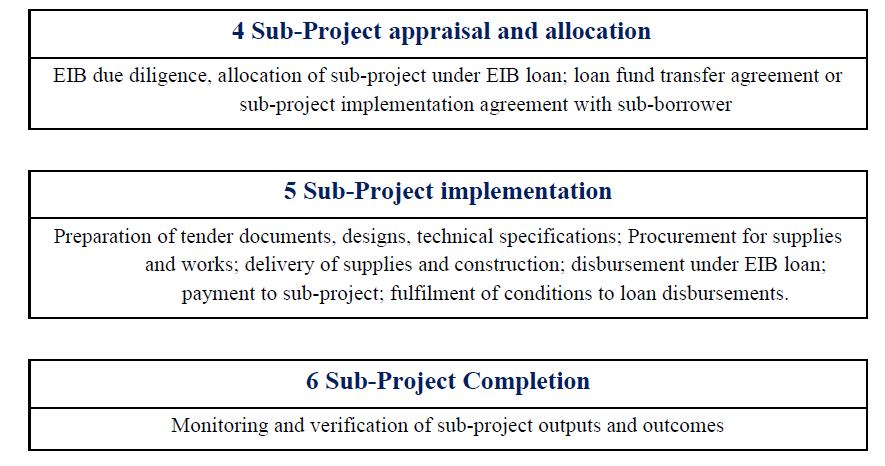 4 Sub-Project appraisal and allocation
EIB due diligence, allocation of sub-project under EIB loan; loan fund transfer agreement or
sub-project implementation agreement with sub-borrower
5 Sub-Project implementation
Preparation of tender documents, designs, technical specifications; Procurement for supplies
and works; delivery of supplies and construction; disbursement under EIB loan;
payment to sub-project; fulfilment of conditions to loan disbursements.
6 Sub-Project Completion
Monitoring and verification of sub-project outputs and outcomes